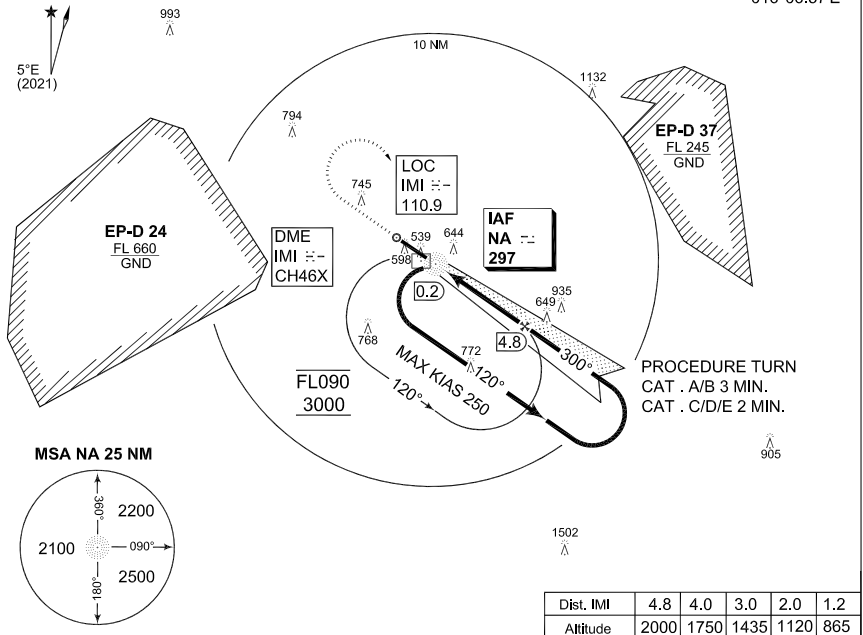 993
5°E
(2021)
10 NM
1132
794
EP-D 37
FL 245
GND
LOC
IMI
110.9
745
EP-D 24
FL 660
GND
DME
IMI
CH46X
539
598
644
IAF
NA
297
0.2
935
649
4.8
768
772
300°
MAX KIAS 250
120°
120°
FL090
3000
PROCEDURE TURN
CAT . A/B 3 MIN.
CAT . C/D/E 2 MIN.
905
MSA NA 25 NM
360°
2200
2100
090°
2500
180°
1502
Dist. IMI 4.8 4.0 3.0 2.0 1.2
Altitude 2000 1750 1435 1120 865